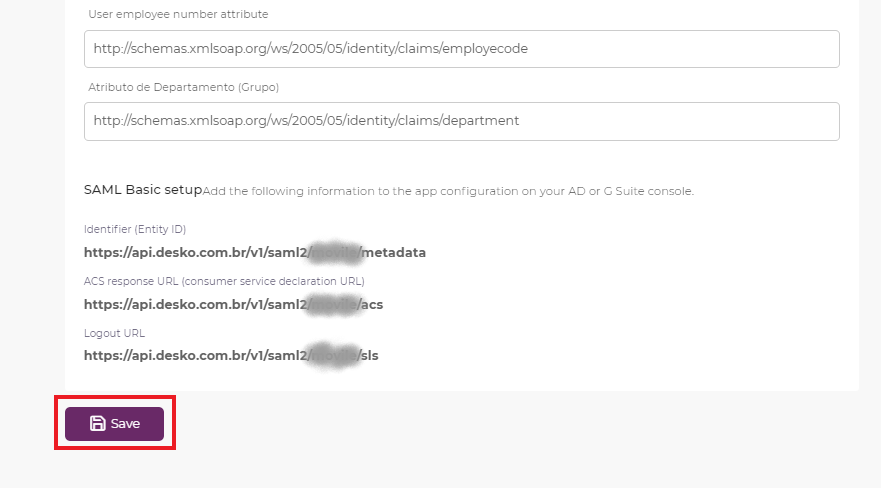 User employee number attribute
http://schemas.xmlsoap.org/ws/2005/05/identity/claims/employecode
Atributo de Departamento (Grupo)
http://schemas.xmlsoap.org/ws/2005/05/identity/claims/department
SAML Basic setup Add the following information to the app configuration on your AD or G Suite console.
Identifier (Entity ID)
https://api.desko.com.br/v1/saml2/ /metadata
ACS response URL (consumer service declaration URL)
https://api.desko.com.br/v1/saml2/ /acs
Logout URL
https://api.desko.com.br/v1/saml2/ /sls
Save